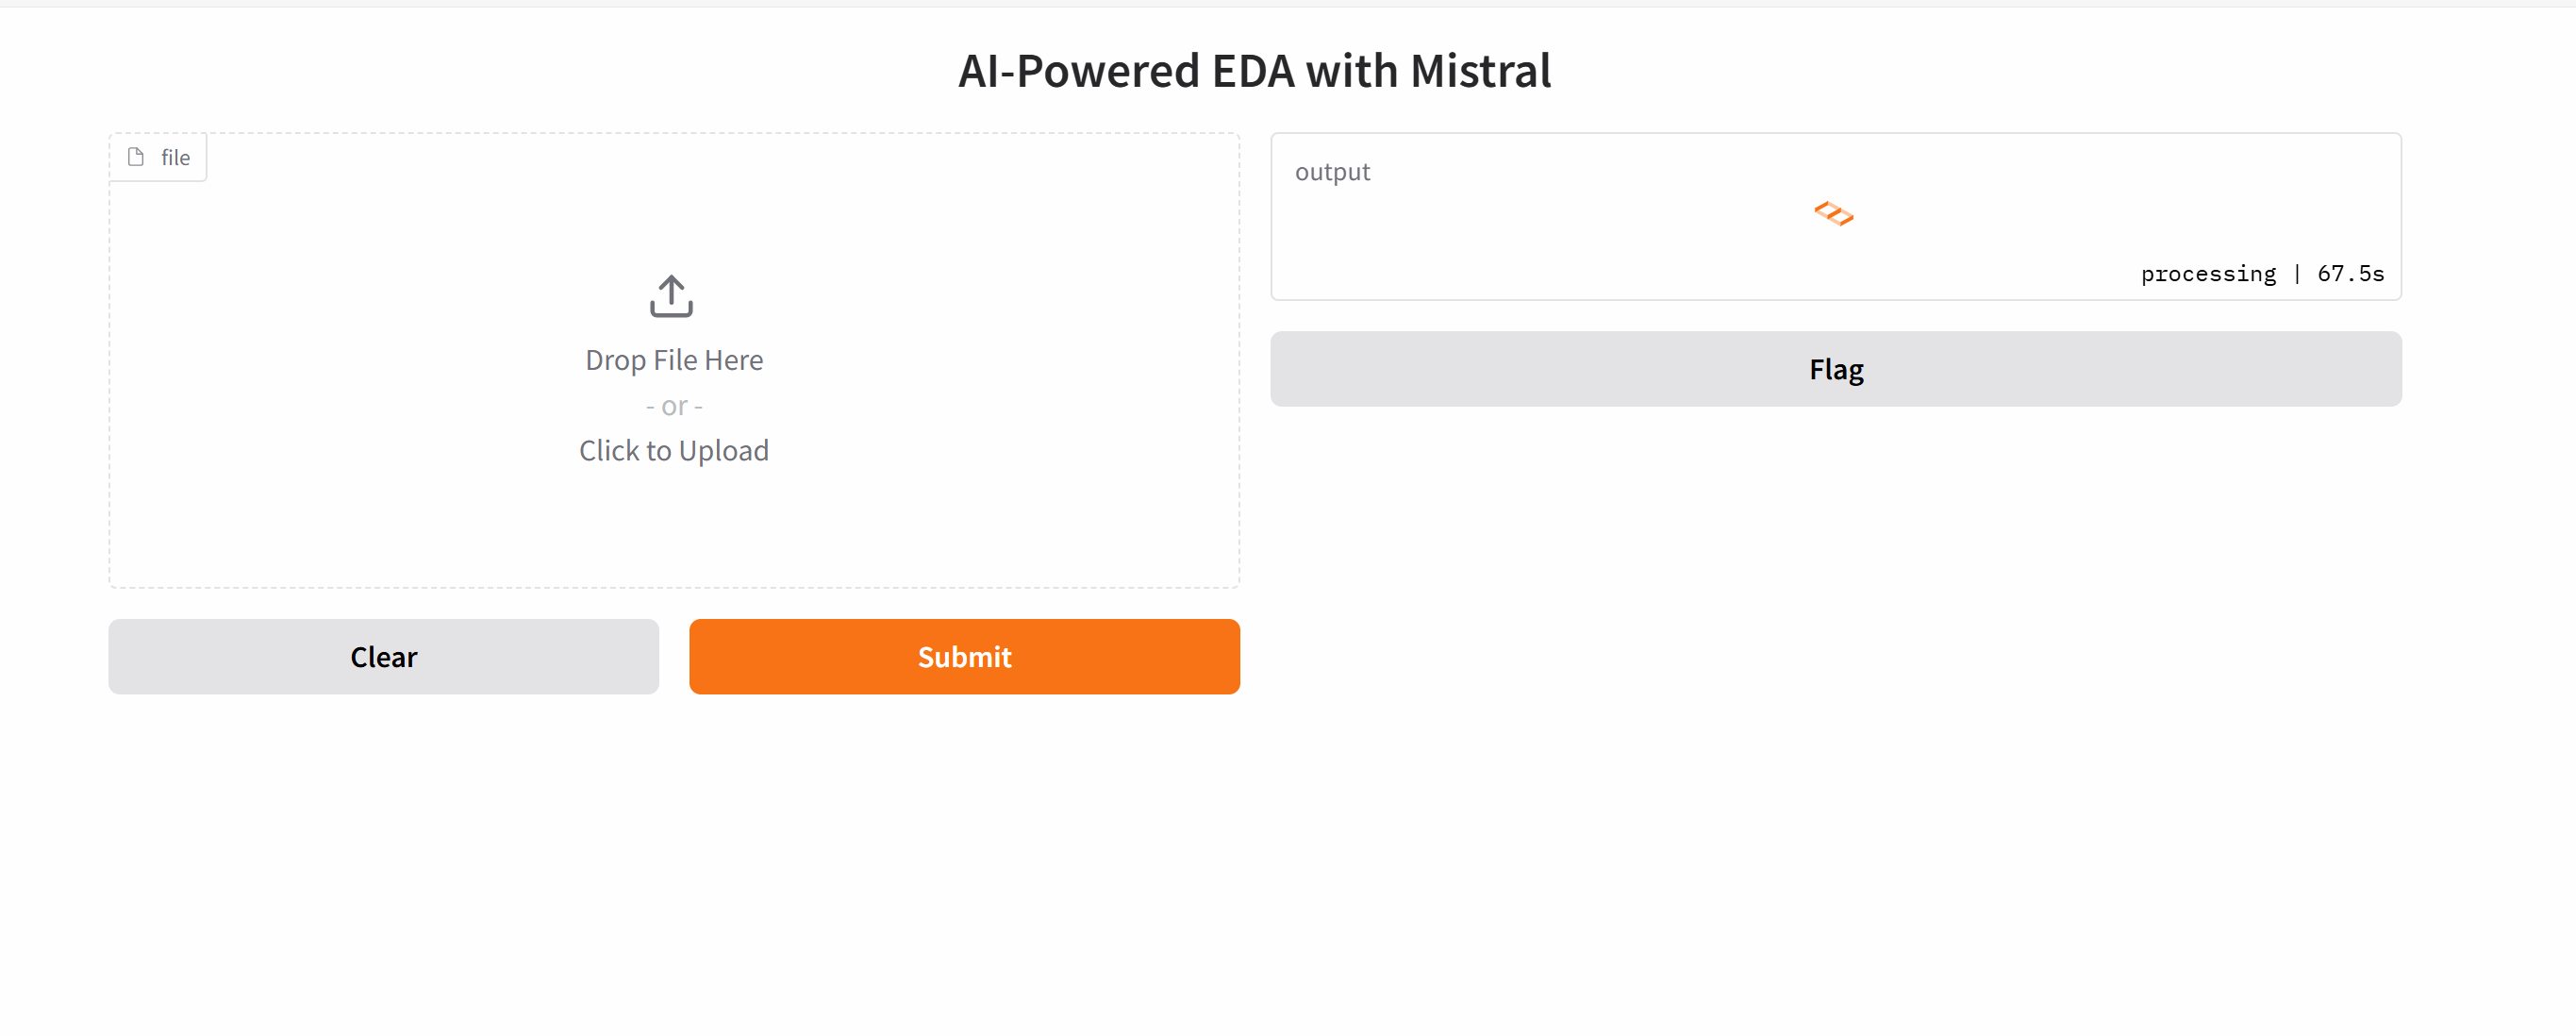 AI-Powered EDA with Mistral
file
Drop File Here
- or -
Click to Upload
Clear
Submit
output
processing | 67.5s
Flag